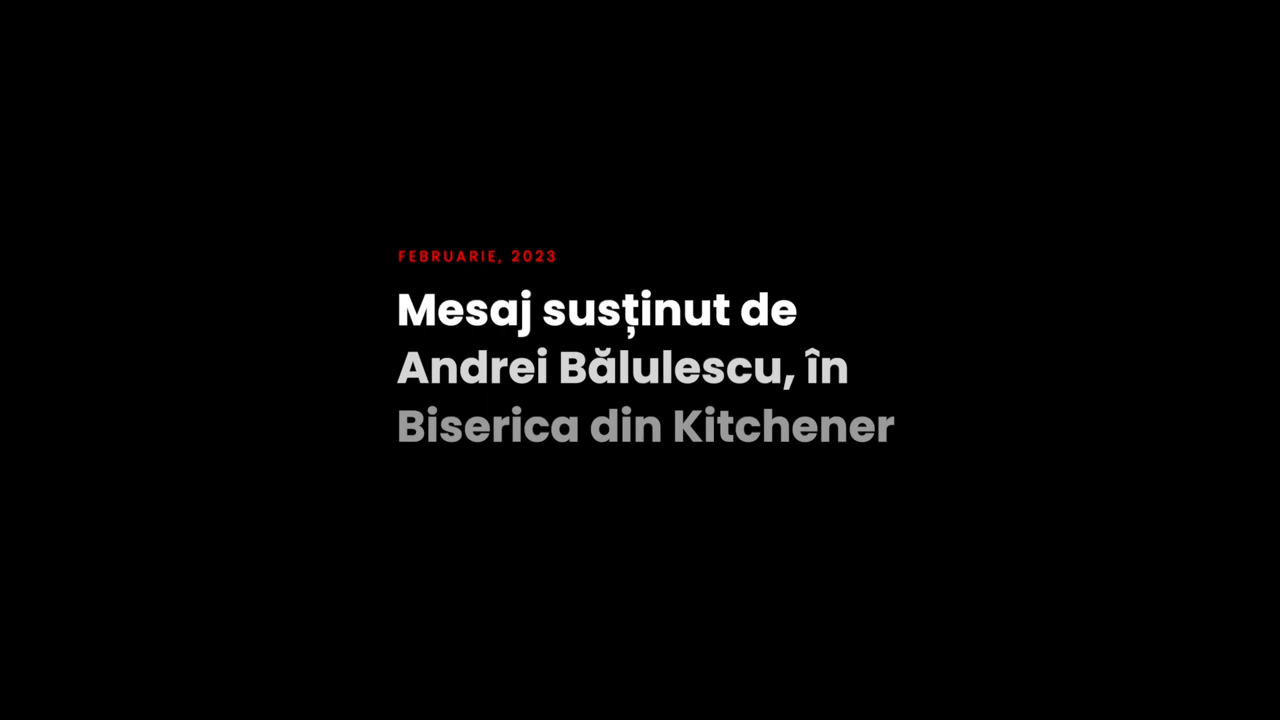 FEBRUARIE, 2023
Mesaj susținut de
Andrei Bălulescu, în
Biserica din Kitchener